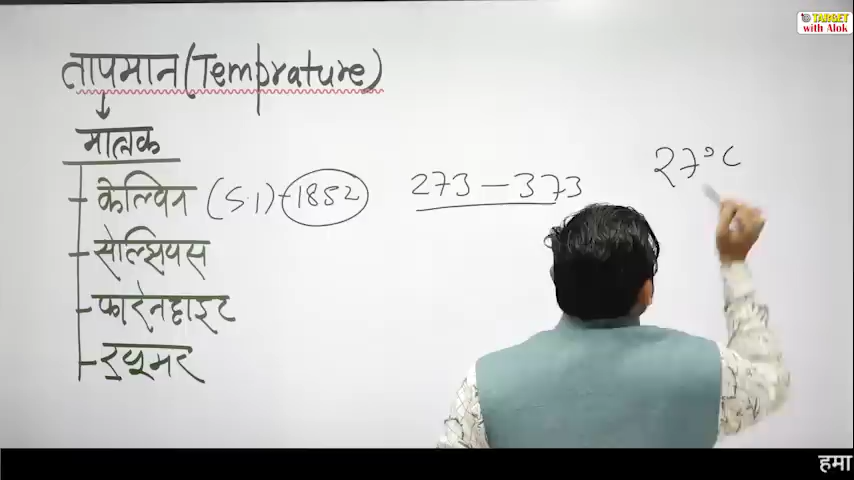 TARGET
with Alok
तापमान (Temprature)
मात्रक
केल्विन (S.I) - 1852 273 - 373 27°C
सेल्सियस
फारेनहाइट
रयूमर
हमा